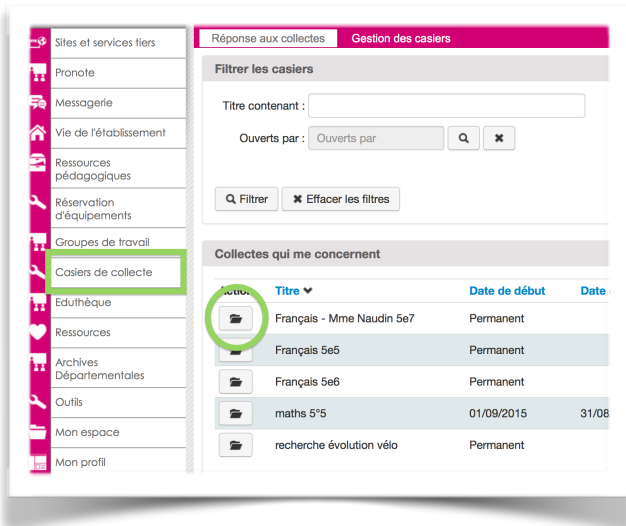 Sites et services tiers
Pronote
Messagerie
Vie de l'établissement
Ressources
pédagogiques
Réservation
d'équipements
Groupes de travail
Casiers de collecte
Eduthèque
Ressources
Archives
Départementales
Outils
Mon espace
Mon profil
Réponse aux collectes Gestion des casiers
Filtrer les casiers
Titre contenant :
Ouverts par : Ouverts par
Filtrer Effacer les filtres
Collectes qui me concernent
Action Titre Date de début Date
Français - Mme Naudin 5e7 Permanent
Français 5e5 Permanent
Français 5e6 Permanent
maths 5°5 01/09/2015 31/08
recherche évolution vélo Permanent